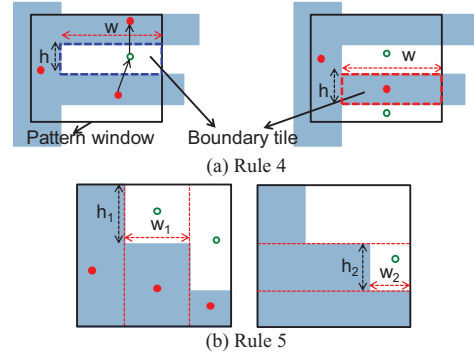 h
w
w
h
Pattern window
Boundary tile
(a) Rule 4
h1
w1
h2
w2
(b) Rule 5